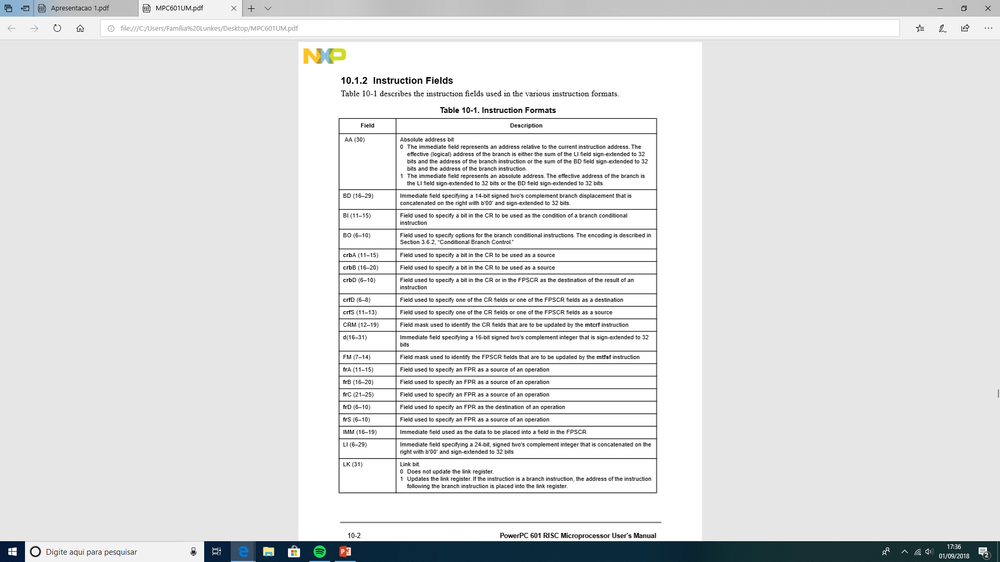 Apresentacao 1.pdf
MPC601UM.pdf
file:///C:/Users/Família%20Lunkes/Desktop/MPC601UM.pdf
NXP
10.1.2 Instruction Fields
Table 10-1 describes the instruction fields used in the various instruction formats.
Table 10-1. Instruction Formats
Field Description
AA (30) Absolute address bit
0 The immediate field represents an address relative to the current instruction address. The
effective (logical) address of the branch is either the sum of the LI field sign-extended to 32
bits and the address of the branch instruction or the sum of the BD field sign-extended to 32
bits and the address of the branch instruction.
1 The immediate field represents an absolute address. The effective address of the branch is
the LI field sign-extended to 32 bits or the BD field sign-extended to 32 bits.
BD (16–29) Immediate field specifying a 14-bit signed two's complement branch displacement that is
concatenated on the right with b'00' and sign-extended to 32 bits.
BI (11–15) Field used to specify a bit in the CR to be used as the condition of a branch conditional
instruction
BO (6–10) Field used to specify options for the branch conditional instructions. The encoding is described in
Section 3.6.2, “Conditional Branch Control.”
crbA (11–15) Field used to specify a bit in the CR to be used as a source
crbB (16–20) Field used to specify a bit in the CR to be used as a source
crbD (6–10) Field used to specify a bit in the CR or in the FPSCR as the destination of the result of an
instruction
crfD (6–8) Field used to specify one of the CR fields or one of the FPSCR fields as a destination
crfS (11–13) Field used to specify one of the CR fields or one of the FPSCR fields as a source
CRM (12–19) Field mask used to identify the CR fields that are to be updated by the mtcrf instruction
d(16–31) Immediate field specifying a 16-bit signed two's complement integer that is sign-extended to 32
bits
FM (7–14) Field mask used to identify the FPSCR fields that are to be updated by the mtfsf instruction
frA (11–15) Field used to specify an FPR as a source of an operation
frB (16–20) Field used to specify an FPR as a source of an operation
frC (21–25) Field used to specify an FPR as a source of an operation
frD (6–10) Field used to specify an FPR as the destination of an operation
frS (6–10) Field used to specify an FPR as a source of an operation
IMM (16–19) Immediate field used as the data to be placed into a field in the FPSCR
LI (6–29) Immediate field specifying a 24-bit, signed two's complement integer that is concatenated on the
right with b'00' and sign-extended to 32 bits
LK (31) Link bit.
0 Does not update the link register.
1 Updates the link register. If the instruction is a branch instruction, the address of the instruction
following the branch instruction is placed into the link register.
10-2 PowerPC 601 RISC Microprocessor User's Manual
Digite aqui para pesquisar
17:36
01/09/2018
2